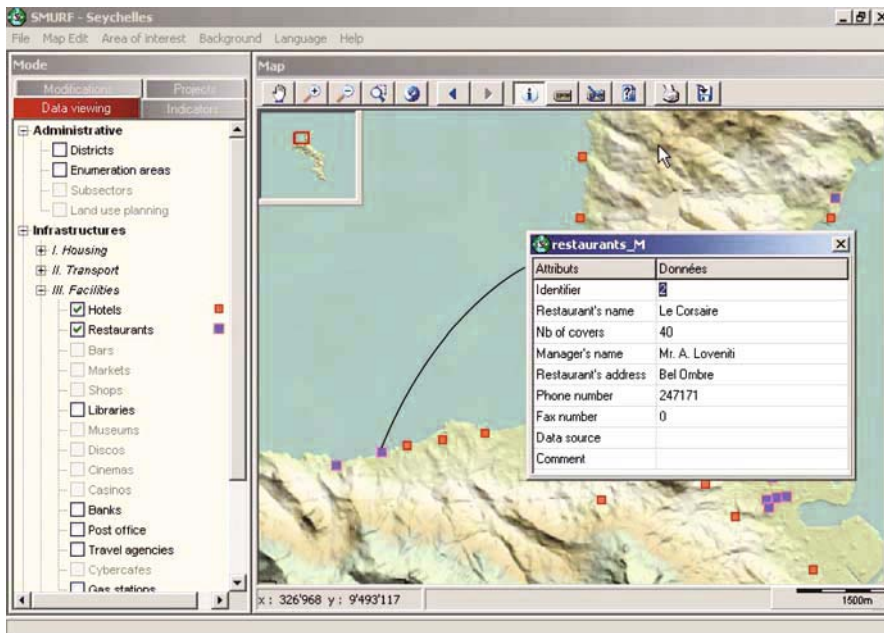 SMURF - Seychelles
File Map Edit Area of interest Background Language Help
Mode
Modifications Projects
Data viewing Indicators
Administrative
Districts
Enumeration areas
Subsectors
Land use planning
Infrastructures
I. Housing
II. Transport
III. Facilities
Hotels
Restaurants
Bars
Markets
Shops
Libraries
Museums
Discos
Cinemas
Casinos
Banks
Post office
Travel agencies
Cybercafes
Gas stations
Map
restaurants_M
Attributs Données
Identifier 2
Restaurant's name Le Corsaire
Nb of covers 40
Manager's name Mr. A. Loveniti
Restaurant's address Bel Ombre
Phone number 247171
Fax number 0
Data source
Comment
x : 326'968 y : 9'493'117
1500m